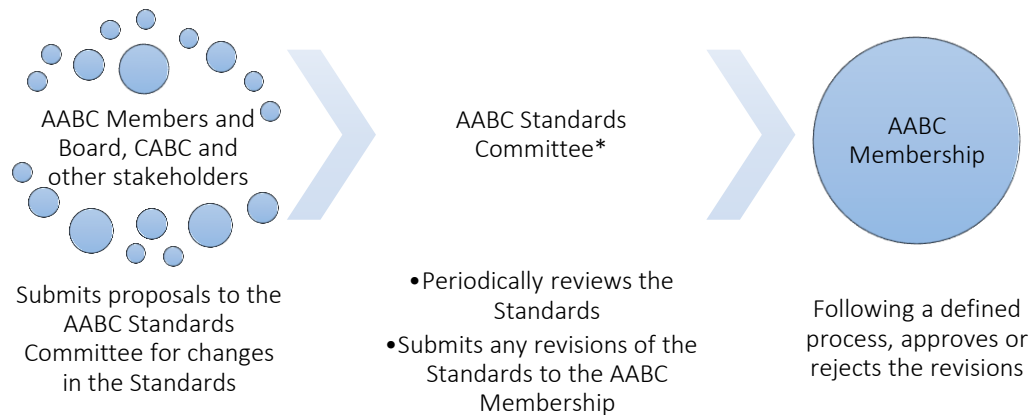 AABC Members and
Board, CABC and
other stakeholders
Submits proposals to the
AABC Standards
Committee for changes
in the Standards
AABC Standards
Committee*
•Periodically reviews the
Standards
•Submits any revisions of the
Standards to the AABC
Membership
AABC
Membership
Following a defined
process, approves or
rejects the revisions